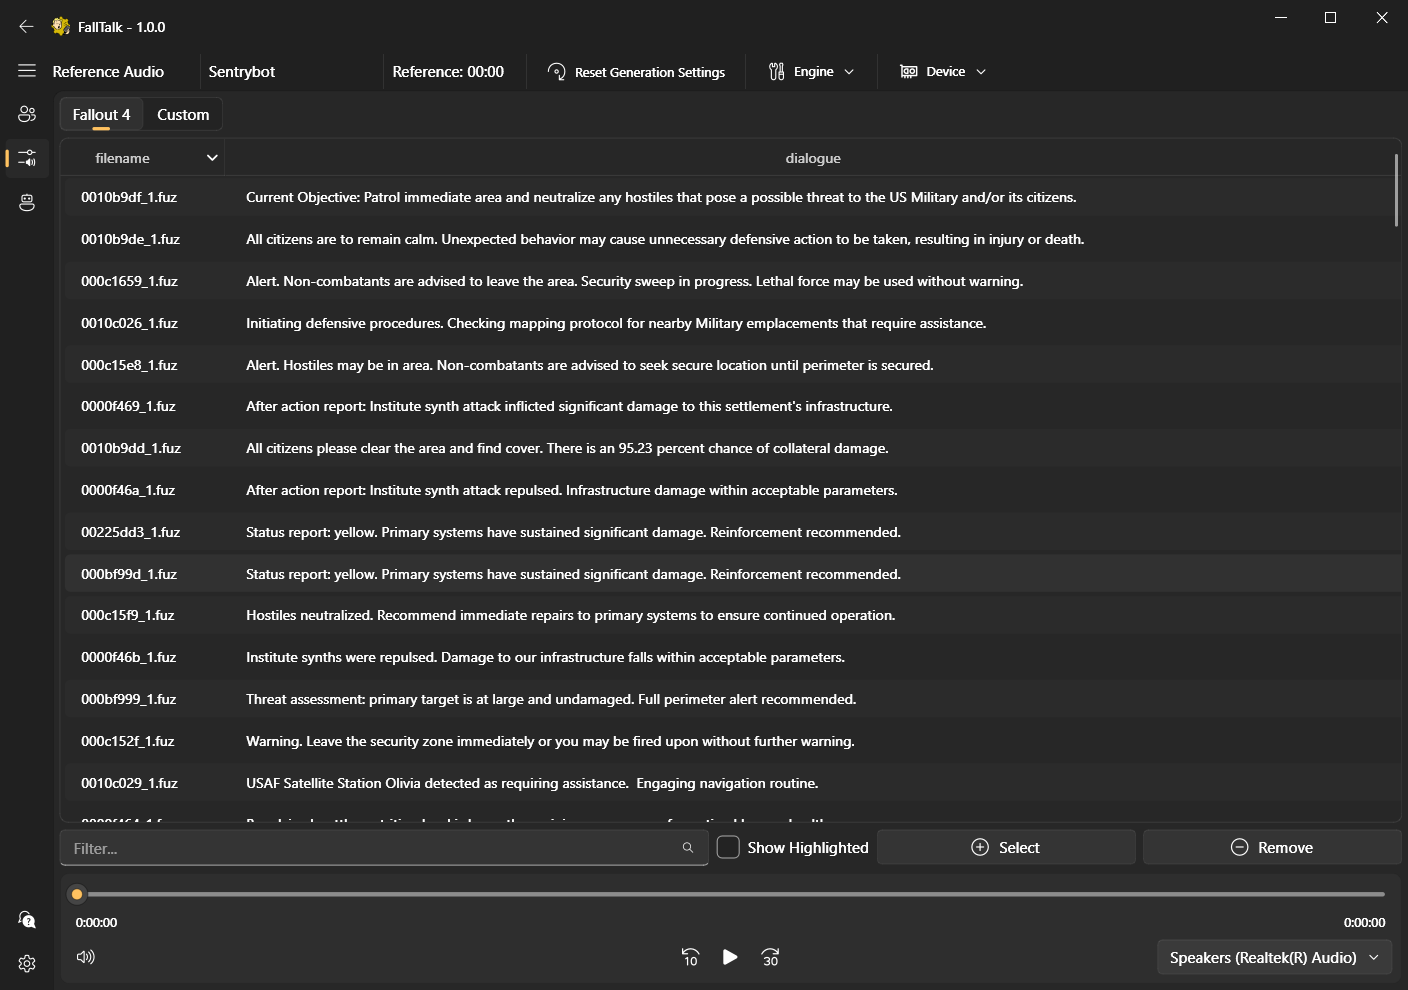 FallTalk - 1.0.0
Reference Audio Sentrybot Reference: 00:00 Reset Generation Settings Engine Device
Fallout 4 Custom
filename dialogue
0010b9df_1.fuz Current Objective: Patrol immediate area and neutralize any hostiles that pose a possible threat to the US Military and/or its citizens.
0010b9de_1.fuz All citizens are to remain calm. Unexpected behavior may cause unnecessary defensive action to be taken, resulting in injury or death.
000c1659_1.fuz Alert. Non-combatants are advised to leave the area. Security sweep in progress. Lethal force may be used without warning.
0010c026_1.fuz Initiating defensive procedures. Checking mapping protocol for nearby Military emplacements that require assistance.
000c15e8_1.fuz Alert. Hostiles may be in area. Non-combatants are advised to seek secure location until perimeter is secured.
0000f469_1.fuz After action report: Institute synth attack inflicted significant damage to this settlement's infrastructure.
0010b9dd_1.fuz All citizens please clear the area and find cover. There is an 95.23 percent chance of collateral damage.
0000f46a_1.fuz After action report: Institute synth attack repulsed. Infrastructure damage within acceptable parameters.
00225dd3_1.fuz Status report: yellow. Primary systems have sustained significant damage. Reinforcement recommended.
000bf99d_1.fuz Status report: yellow. Primary systems have sustained significant damage. Reinforcement recommended.
000c15f9_1.fuz Hostiles neutralized. Recommend immediate repairs to primary systems to ensure continued operation.
0000f46b_1.fuz Institute synths were repulsed. Damage to our infrastructure falls within acceptable parameters.
000bf999_1.fuz Threat assessment: primary target is at large and undamaged. Full perimeter alert recommended.
000c152f_1.fuz Warning. Leave the security zone immediately or you may be fired upon without further warning.
0010c029_1.fuz USAF Satellite Station Olivia detected as requiring assistance.  Engaging navigation routine.
Filter... Show Highlighted Select Remove
0:00:00 0:00:00
10 30 Speakers (Realtek(R) Audio)